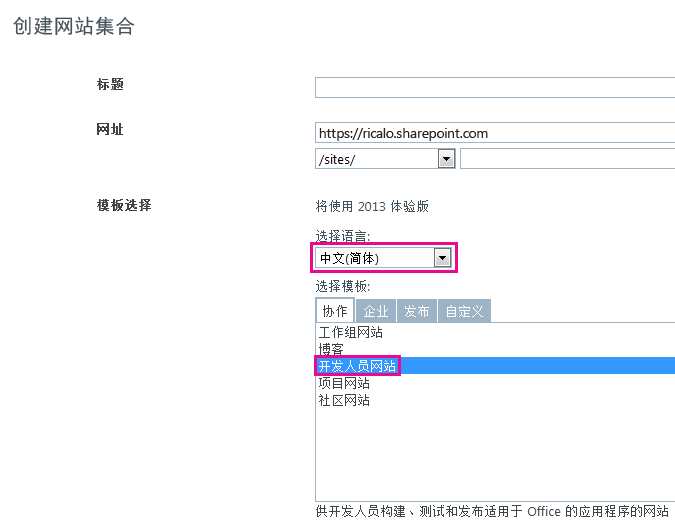 创建网站集合
标题
网址
https://ricalo.sharepoint.com
/sites/
模板选择
将使用 2013 体验版
选择语言:
中文(简体)
选择模板:
协作 企业 发布 自定义
工作组网站
博客
开发人员网站
项目网站
社区网站
供开发人员构建、测试和发布适用于 Office 的应用程序的网站